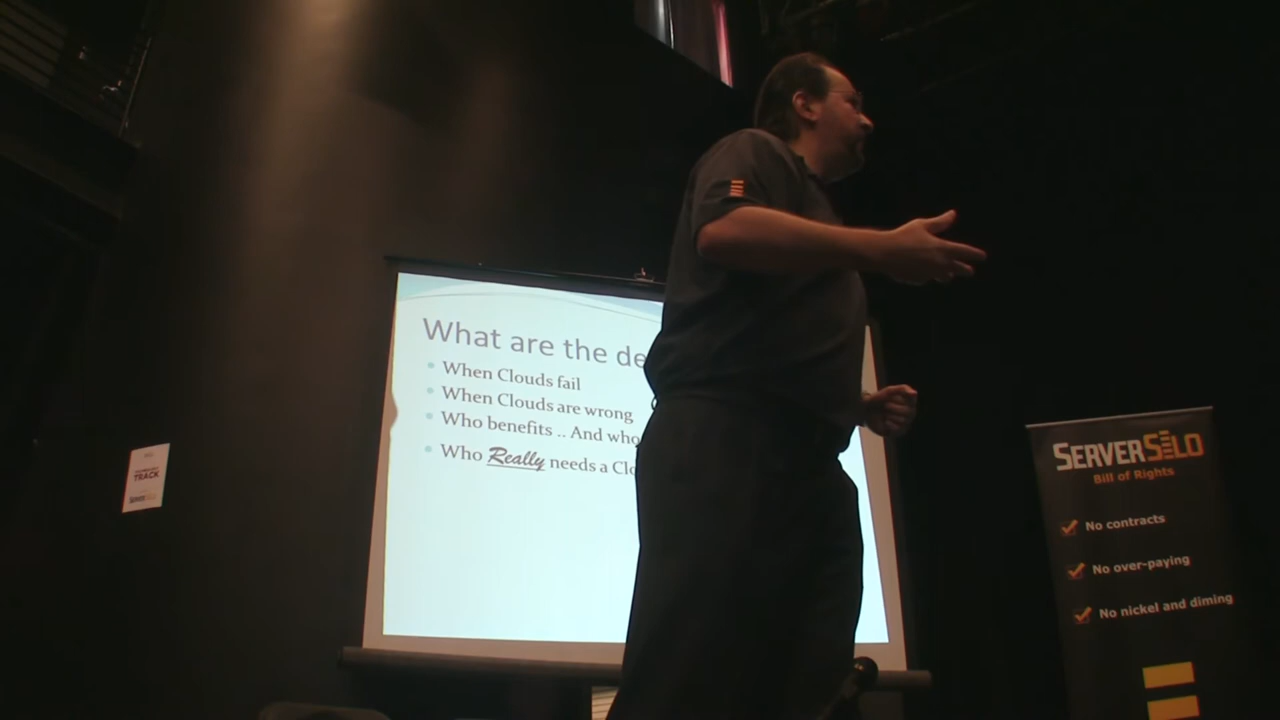 What are the de
When Clouds fail
When Clouds are wrong
Who benefits .. And who
Who Really needs a Clo
TRACK
SERVERSILO
Bill of Rights
No contracts
No over-paying
No nickel and diming